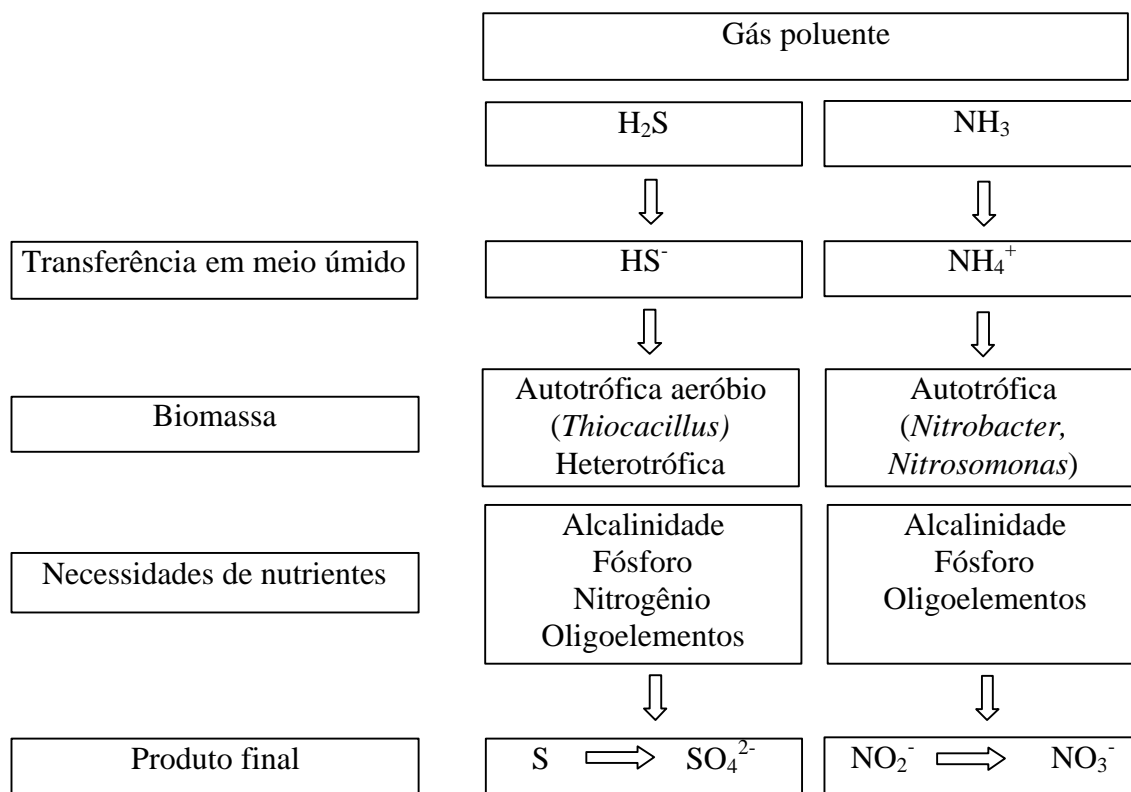 Gás poluente
H₂S
NH₃
Transferência em meio úmido
HS⁻
NH₄⁺
Biomassa
Autotrófica aeróbio
(Thiocacillus)
Heterotrófica
Autotrófica
(Nitrobacter,
Nitrosomonas)
Necessidades de nutrientes
Alcalinidade
Fósforo
Nitrogênio
Oligoelementos
Alcalinidade
Fósforo
Oligoelementos
Produto final
S ⇒ SO₄²⁻
NO₂⁻ ⇒ NO₃⁻